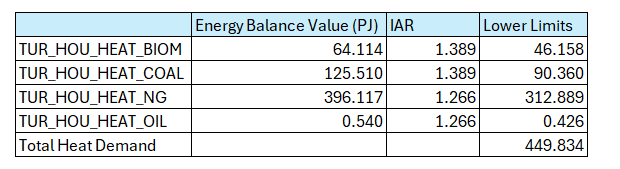 Energy Balance Value (PJ) IAR Lower Limits
TUR_HOU_HEAT_BIOM 64.114 1.389 46.158
TUR_HOU_HEAT_COAL 125.510 1.389 90.360
TUR_HOU_HEAT_NG 396.117 1.266 312.889
TUR_HOU_HEAT_OIL 0.540 1.266 0.426
Total Heat Demand 449.834